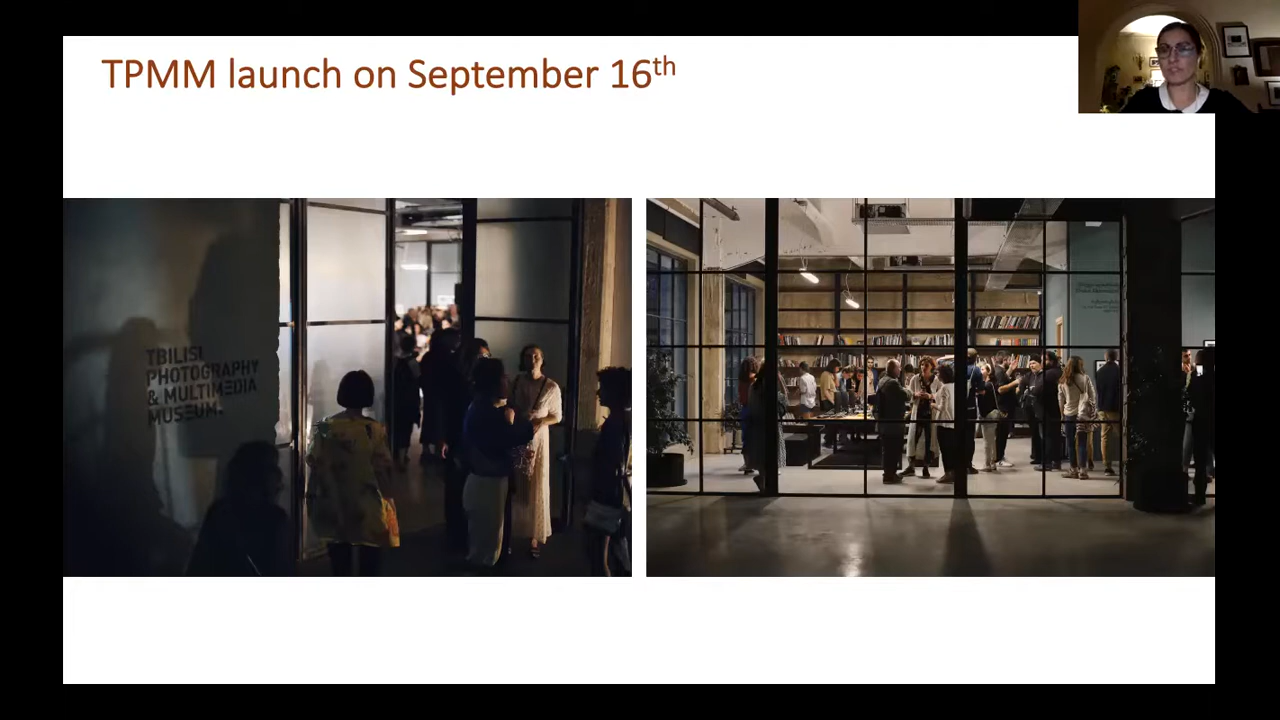 TPMM launch on September 16th
TBILISI
PHOTOGRAPHY
& MULTIMEDIA
MUSEUM.